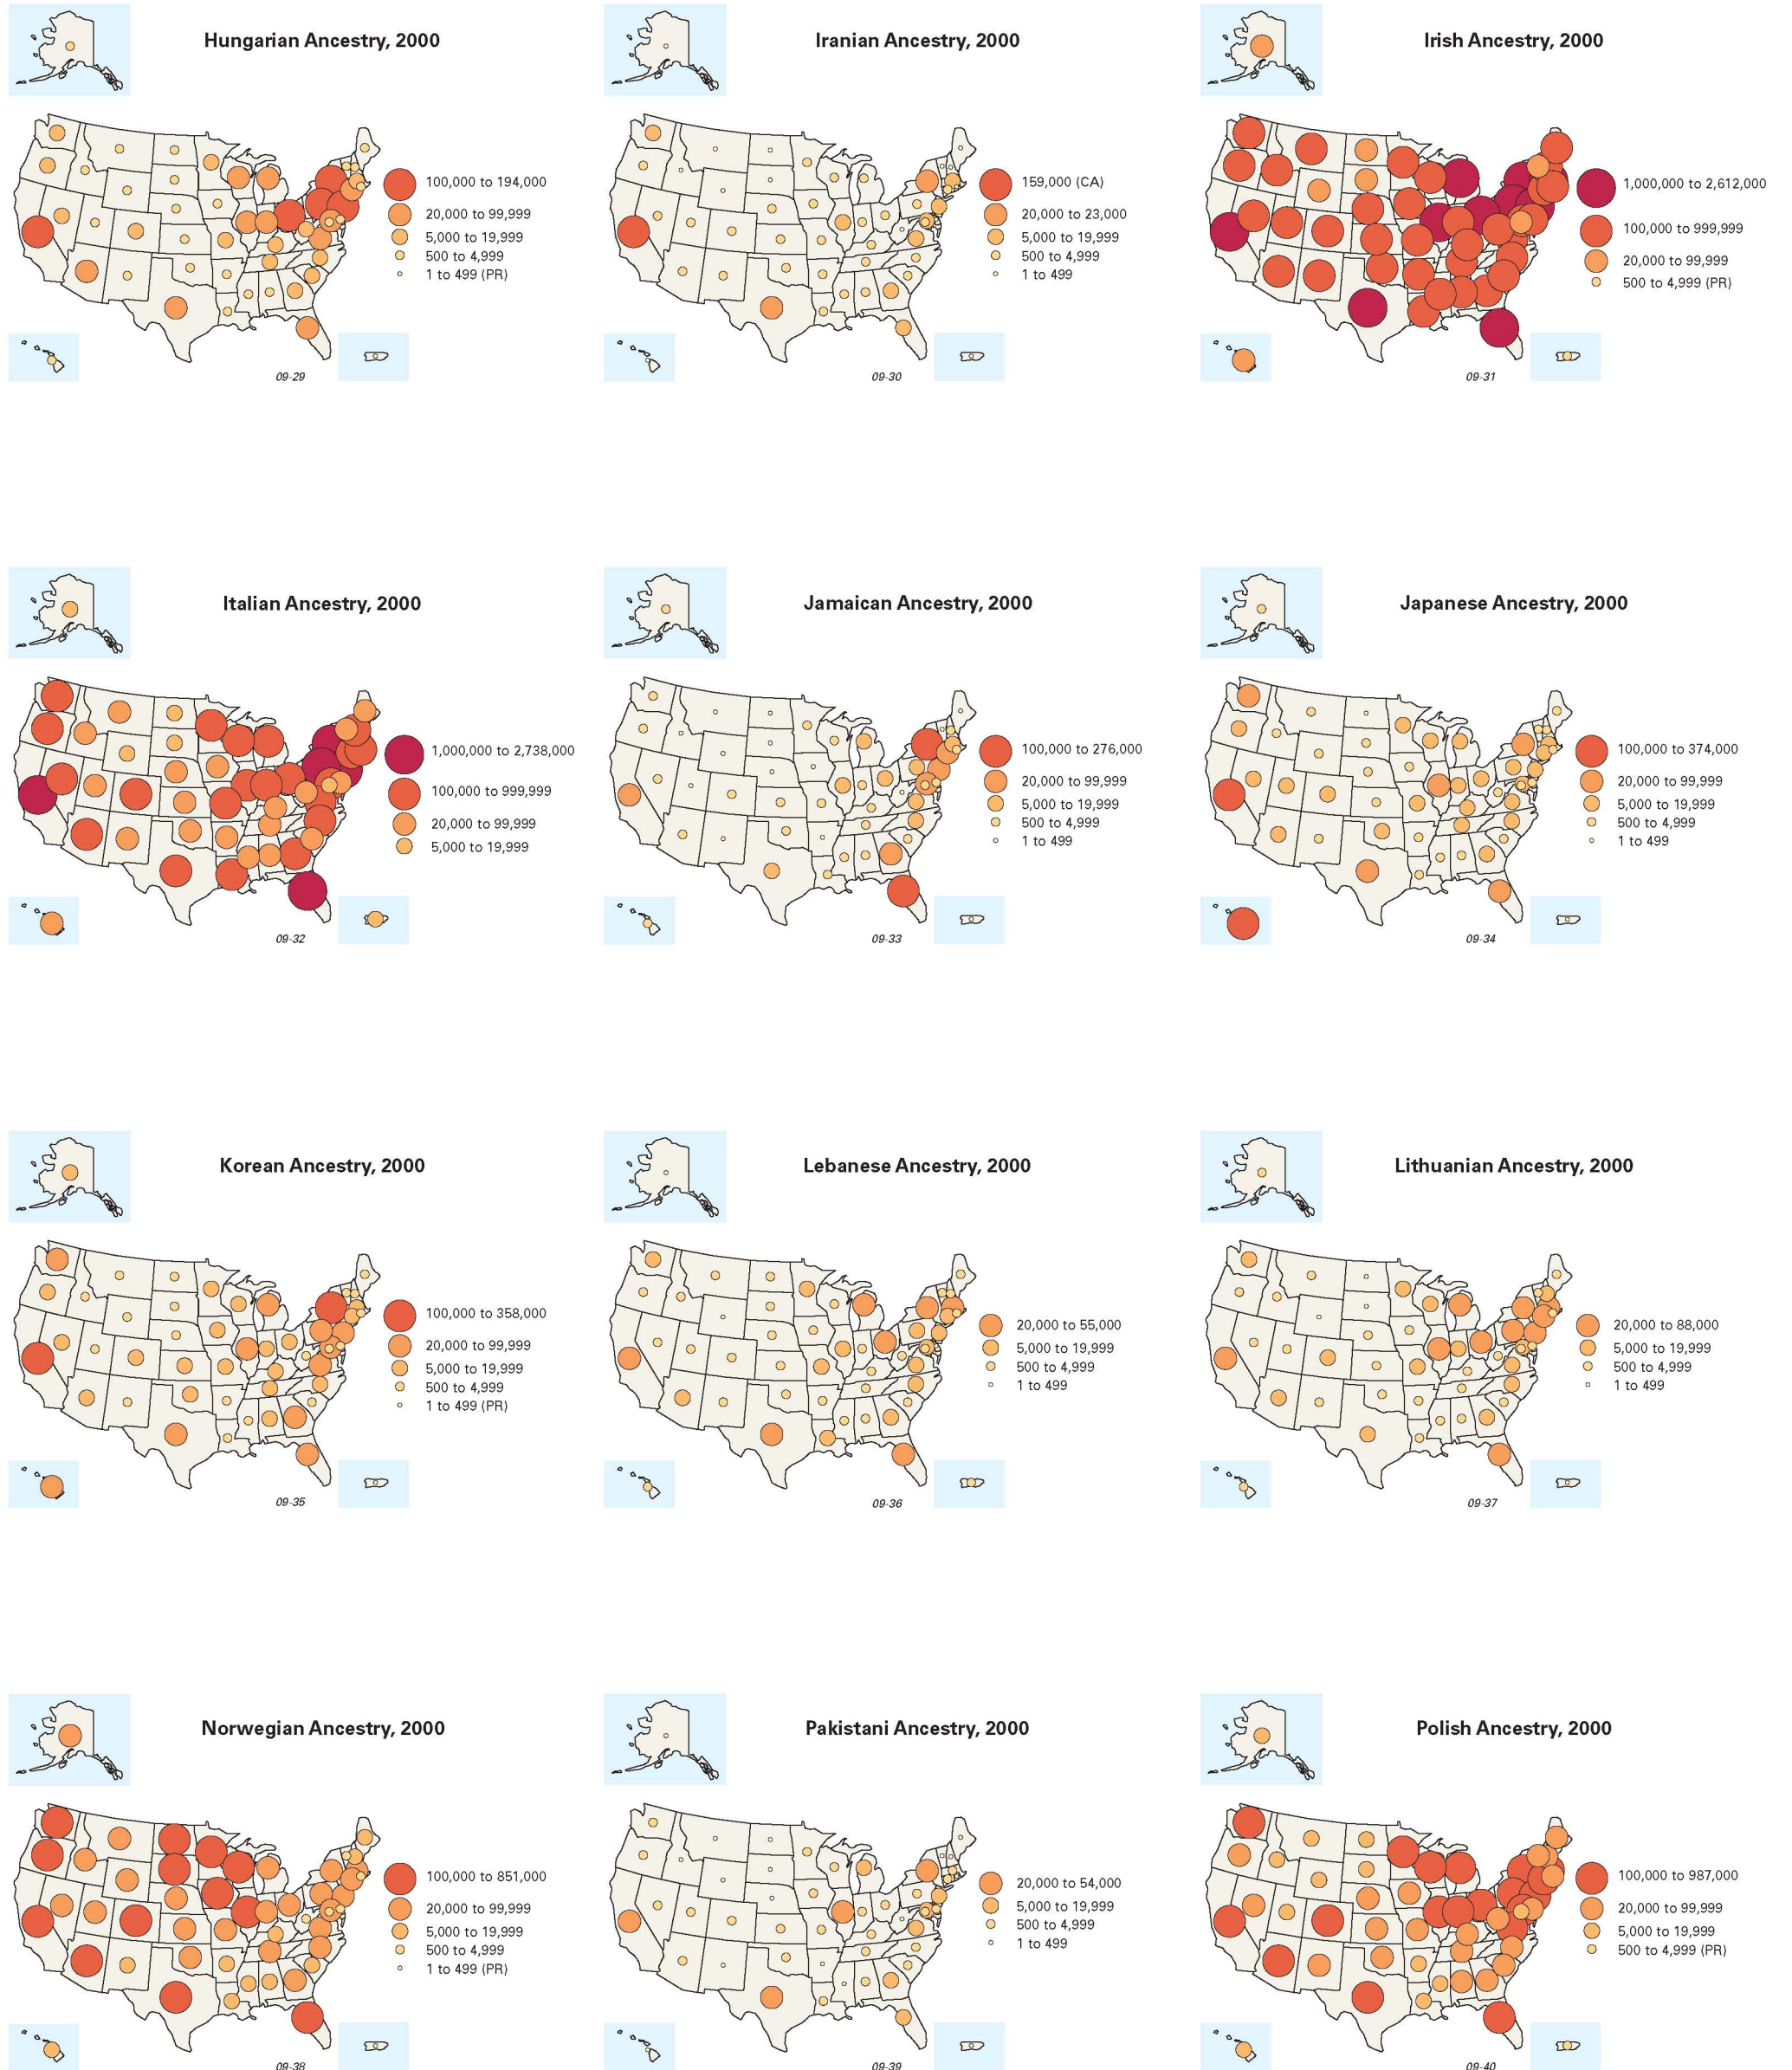 Hungarian Ancestry, 2000
100,000 to 194,000
20,000 to 99,999
5,000 to 19,999
500 to 4,999
1 to 499 (PR)
09-29
Iranian Ancestry, 2000
159,000 (CA)
20,000 to 23,000
5,000 to 19,999
500 to 4,999
1 to 499
09-30
Irish Ancestry, 2000
1,000,000 to 2,612,000
100,000 to 999,999
20,000 to 99,999
500 to 4,999 (PR)
09-31
Italian Ancestry, 2000
1,000,000 to 2,738,000
100,000 to 999,999
20,000 to 99,999
5,000 to 19,999
09-32
Jamaican Ancestry, 2000
100,000 to 276,000
20,000 to 99,999
5,000 to 19,999
500 to 4,999
1 to 499
09-33
Japanese Ancestry, 2000
100,000 to 374,000
20,000 to 99,999
5,000 to 19,999
500 to 4,999
1 to 499
09-34
Korean Ancestry, 2000
100,000 to 358,000
20,000 to 99,999
5,000 to 19,999
500 to 4,999
1 to 499 (PR)
09-35
Lebanese Ancestry, 2000
20,000 to 55,000
5,000 to 19,999
500 to 4,999
1 to 499
09-36
Lithuanian Ancestry, 2000
20,000 to 88,000
5,000 to 19,999
500 to 4,999
1 to 499
09-37
Norwegian Ancestry, 2000
100,000 to 851,000
20,000 to 99,999
5,000 to 19,999
500 to 4,999
1 to 499 (PR)
09-38
Pakistani Ancestry, 2000
20,000 to 54,000
5,000 to 19,999
500 to 4,999
1 to 499
09-39
Polish Ancestry, 2000
100,000 to 987,000
20,000 to 99,999
5,000 to 19,999
500 to 4,999 (PR)
09-40